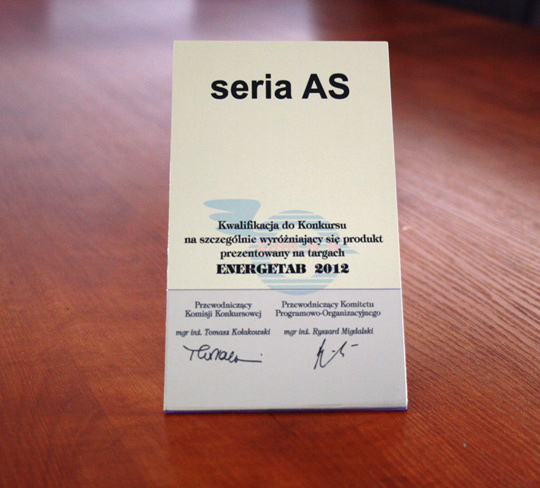 seria AS
Kwalifikacja do Konkursu
na szczególnie wyróżniający się produkt
prezentowany na targach
ENERGETAB 2012
Przewodniczący
Komisji Konkursowej
mgr inż. Tomasz Kołakowski
Przewodniczący Komitetu
Programowo-Organizacyjnego
mgr inż. Ryszard Migdalski